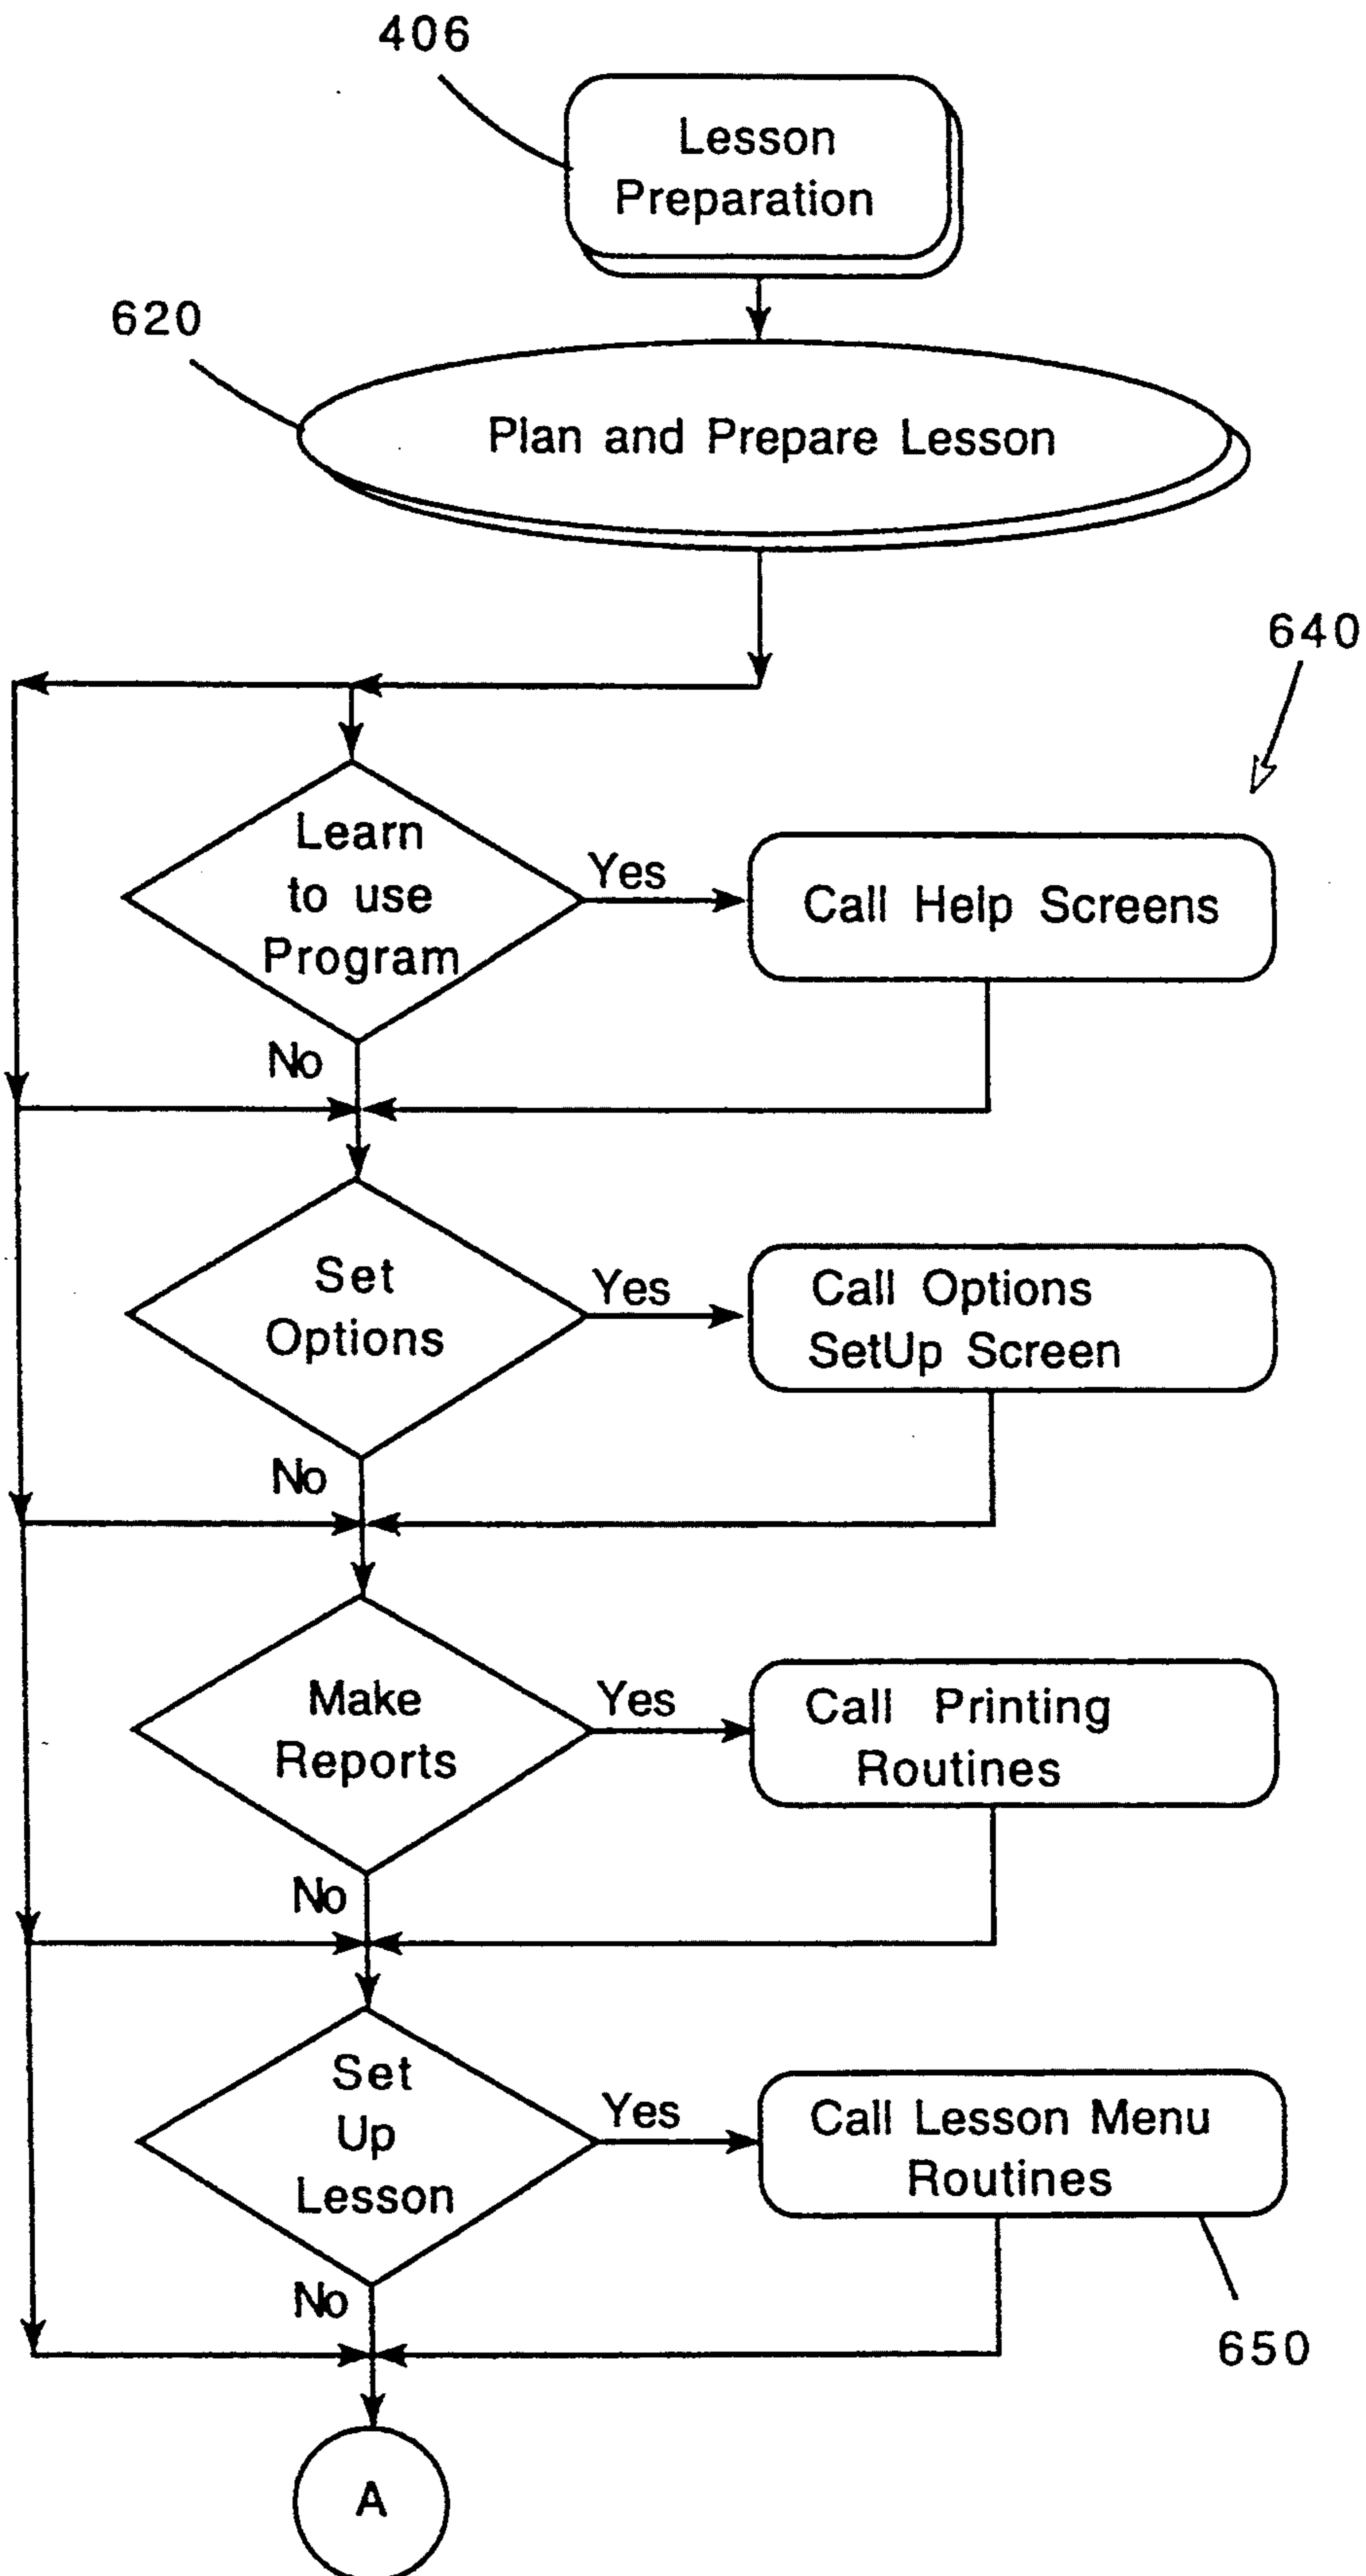 406
Lesson
Preparation
620
Plan and Prepare Lesson
640
Learn
to use
Program
Yes
Call Help Screens
No
Set
Options
Yes
Call Options
SetUp Screen
No
Make
Reports
Yes
Call Printing
Routines
No
Set
Up
Lesson
Yes
Call Lesson Menu
Routines
No
650
A